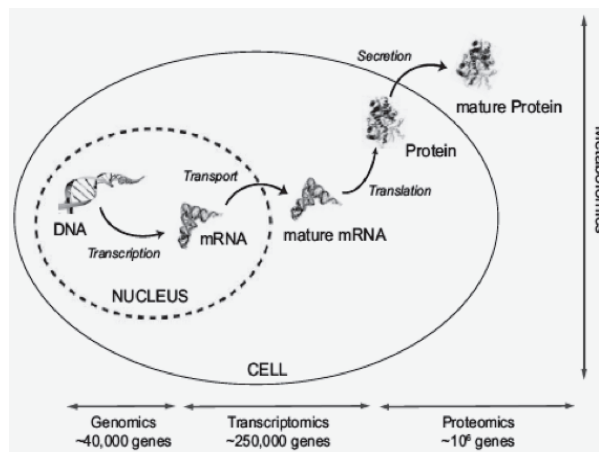 Secretion
mature Protein
Protein
Transport
Translation
DNA
mRNA
mature mRNA
Transcription
NUCLEUS
CELL
Genomics
~40,000 genes
Transcriptomics
~250,000 genes
Proteomics
~10⁶ genes